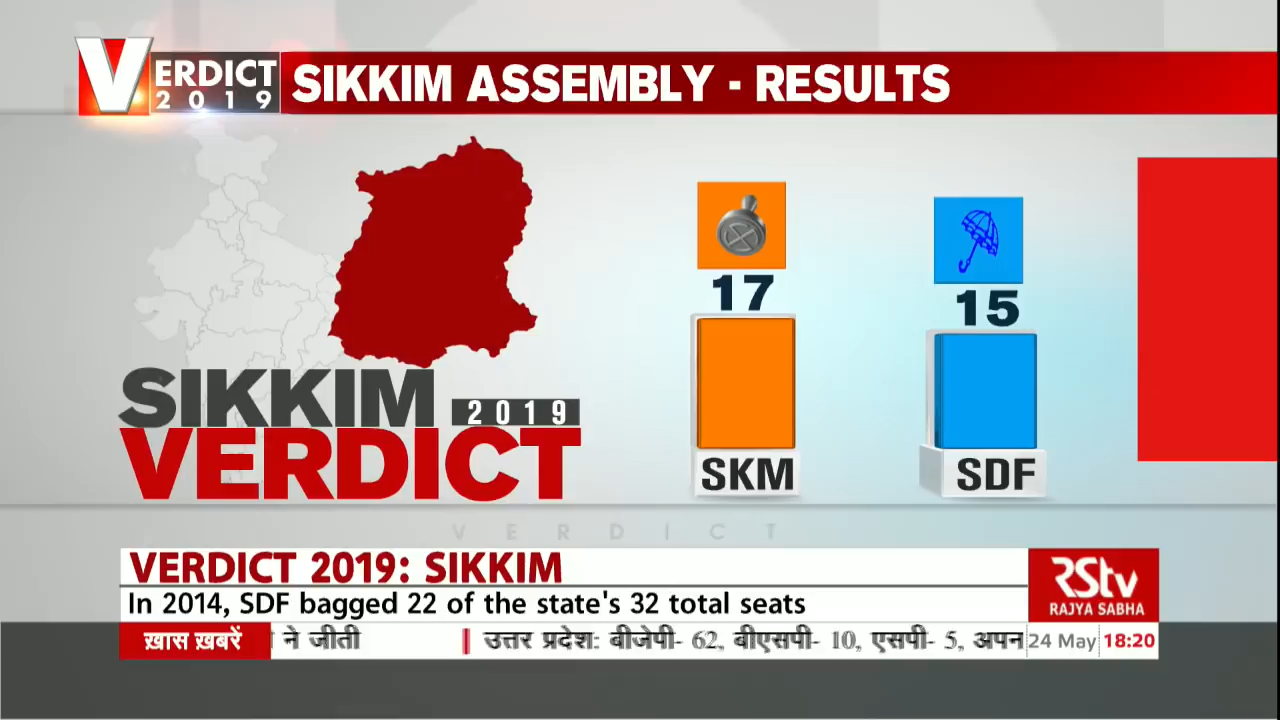 VERDICT 2019
SIKKIM ASSEMBLY - RESULTS
17
15
SIKKIM 2019
VERDICT
SKM
SDF
VERDICT
VERDICT 2019: SIKKIM
In 2014, SDF bagged 22 of the state's 32 total seats
RStv
RAJYA SABHA
ख़ास ख़बरें ने जीती | उत्तर प्रदेश: बीजेपी- 62, बीएसपी- 10, एसपी- 5, अपन 24 May 18:20